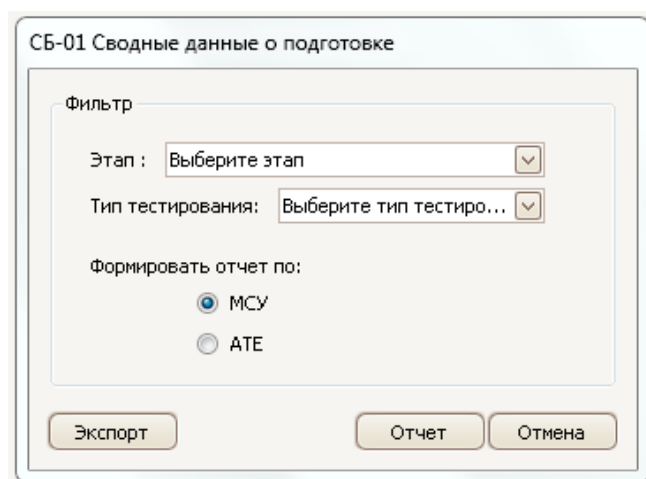 СБ-01 Сводные данные о подготовке
Фильтр
Этап : Выберите этап
Тип тестирования: Выберите тип тестиро...
Формировать отчет по:
МСУ
АТЕ
Экспорт Отчет Отмена